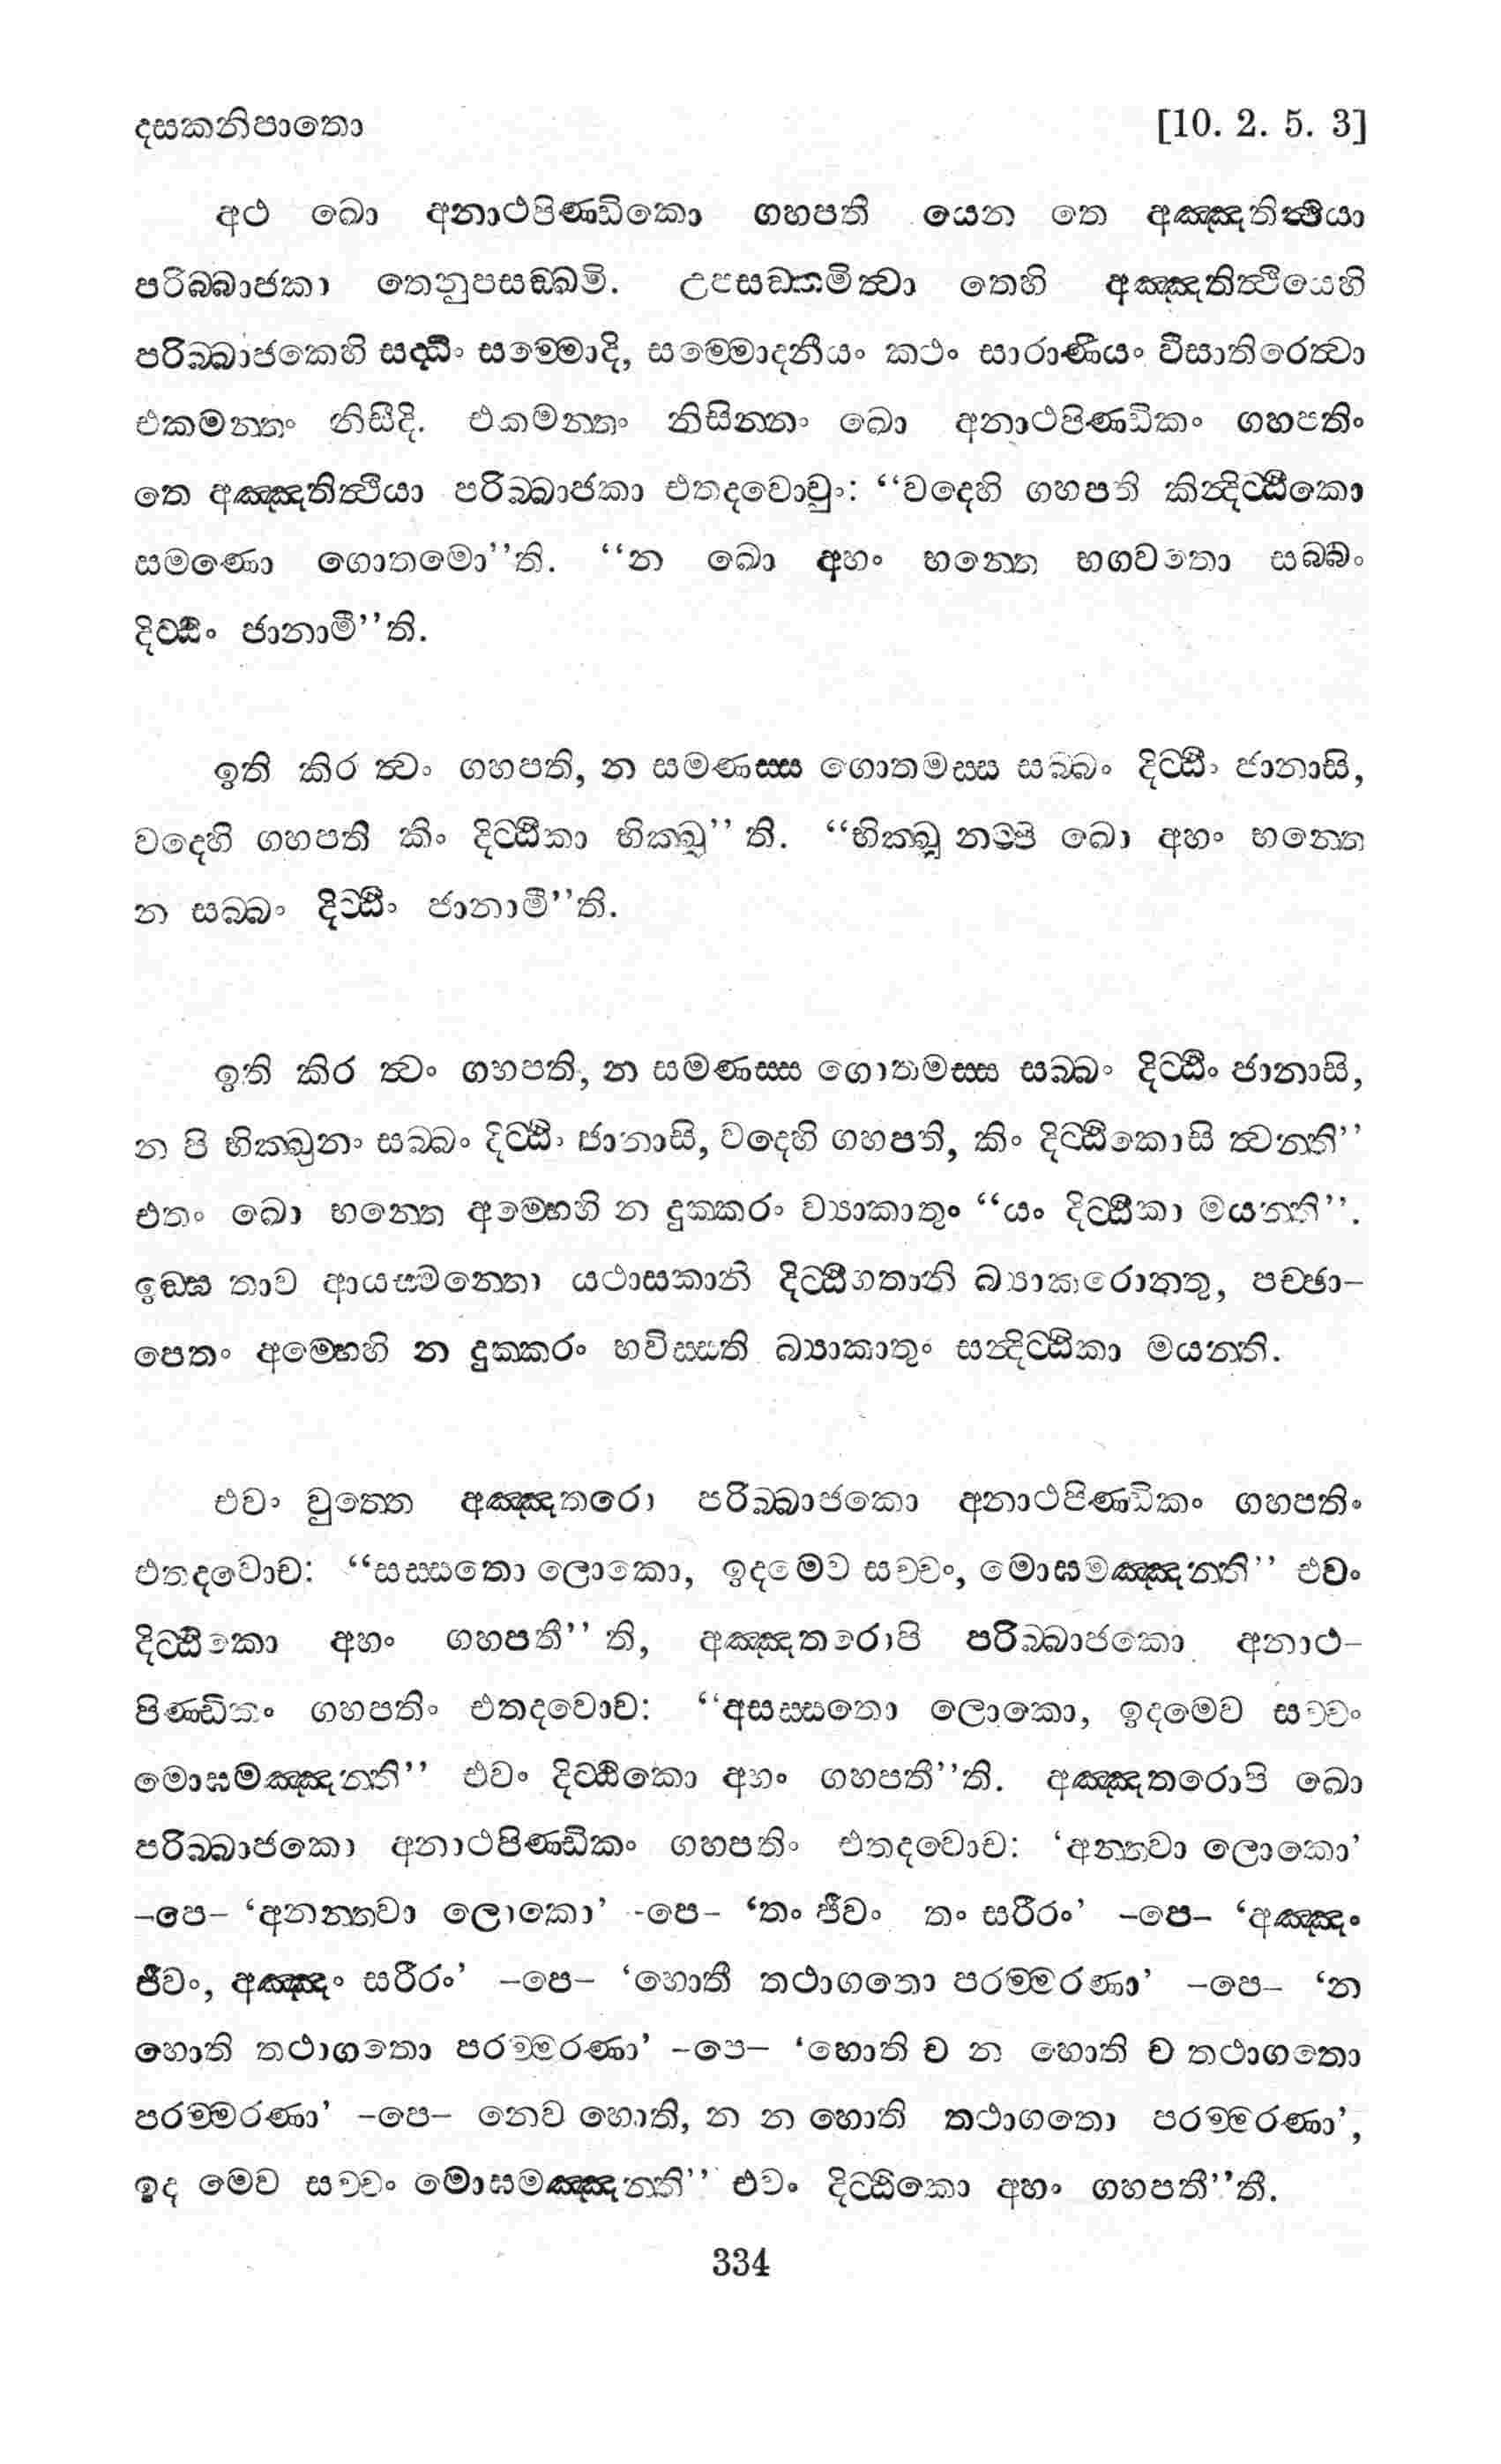 දසකනිපාතො [10. 2. 5. 3]
අථ ඛො අනාථපිණ්ඩිකො ගහපතී යෙන තෙ අඤ්ඤතිත්ථියා
පරිබ්බාජකා තෙනුපසඞ්ඛමි. උපසඞ්කමිත්වා තෙහි අඤ්ඤතිත්ථියෙහි
පරිබ්බාජකෙහි සද්ධිං සම්මොදි, සම්මොදනීයං කථං සාරාණීයං වීසාතිරෙත්වා
එකමන්තං නිසීදි. එකමන්තං නිසින්නං ඛො අනාථපිණ්ඩිකං ගහපතිං
තෙ අඤ්ඤතිත්ථියා පරිබ්බාජකා එතදවොචුං: “වදෙහි ගහපති කින්දිට්ඨිකො
සමණො ගොතමො”ති. “න ඛො අහං භන්තෙ භගවතො සබ්බං
දිට්ඨිං ජානාමී”ති.
ඉති කිර ත්වං ගහපති, න සමණස්ස ගොතමස්ස සබ්බං දිට්ඨිං ජානාසි,
වදෙහි ගහපති කිං දිට්ඨිකා භික්ඛූ” ති. “භික්ඛූ නම්පි ඛො අහං භන්තෙ
න සබ්බං දිට්ඨිං ජානාමී”ති.
ඉති කිර ත්වං ගහපති, න සමණස්ස ගොතමස්ස සබ්බං දිට්ඨිං ජානාසි,
න පි භික්ඛුනං සබ්බං දිට්ඨිං ජානාසි, වදෙහි ගහපති, කිං දිට්ඨිකොසි ත්වන්ති”
එතං ඛො භන්තෙ අම්හෙහි න දුක්කරං ව්‍යාකාතුං “යං දිට්ඨිකා මයන්ති”.
ඉඞ්ඝ තාව ආයස්මන්තො යථාසකානි දිට්ඨිගතානි බ්‍යාකරොන්තු, පච්ඡා-
පෙතං අම්හෙහි න දුක්කරං භවිස්සති බ්‍යාකාතුං සන්දිට්ඨිකා මයන්ති.
එවං වුත්තෙ අඤ්ඤතරො පරිබ්බාජකො අනාථපිණ්ඩිකං ගහපතිං
එතදවොච: “සස්සතො ලොකො, ඉදමෙව සච්චං, මොඝමඤ්ඤන්ති” එවං
දිට්ඨිකො අහං ගහපතී” ති, අඤ්ඤතරොපි පරිබ්බාජකො අනාථ-
පිණ්ඩිකං ගහපතිං එතදවොච: “අසස්සතො ලොකො, ඉදමෙව සච්චං
මොඝමඤ්ඤන්ති” එවං දිට්ඨිකො අහං ගහපතී”ති. අඤ්ඤතරොපි ඛො
පරිබ්බාජකො අනාථපිණ්ඩිකං ගහපතිං එතදවොච: ‘අන්තවා ලොකො’
–පෙ– ‘අනන්තවා ලොකො’ -පෙ– ‘තං ජීවං තං සරීරං’ –පෙ– ‘අඤ්ඤං
ජීවං, අඤ්ඤං සරීරං’ –පෙ– ‘හොතී තථාගතො පරම්මරණා’ –පෙ– ‘න
හොති තථාගතො පරම්මරණා’ –පෙ– ‘හොති ච න හොති ච තථාගතො
පරම්මරණා’ –පෙ– නෙව හොති, න න හොති තථාගතො පරම්මරණා’,
ඉද මෙව සච්චං මොඝමඤ්ඤන්ති” එවං දිට්ඨිකො අහං ගහපතී”තී.
334